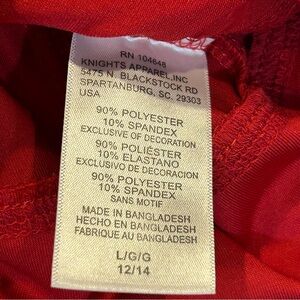 RN 104648
KNIGHTS APPAREL,INC
5475 N. BLACKSTOCK RD
SPARTANBURG, SC. 29303
USA
90% POLYESTER
10% SPANDEX
EXCLUSIVE OF DECORATION
90% POLIÉSTER
10% ELASTANO
EXCLUSIVO DE DECORACION
90% POLYESTER
10% SPANDEX
SANS MOTIF
MADE IN BANGLADESH
HECHO EN BANGLADESH
FABRIQUE AU BANGLADESH
L/G/G
12/14